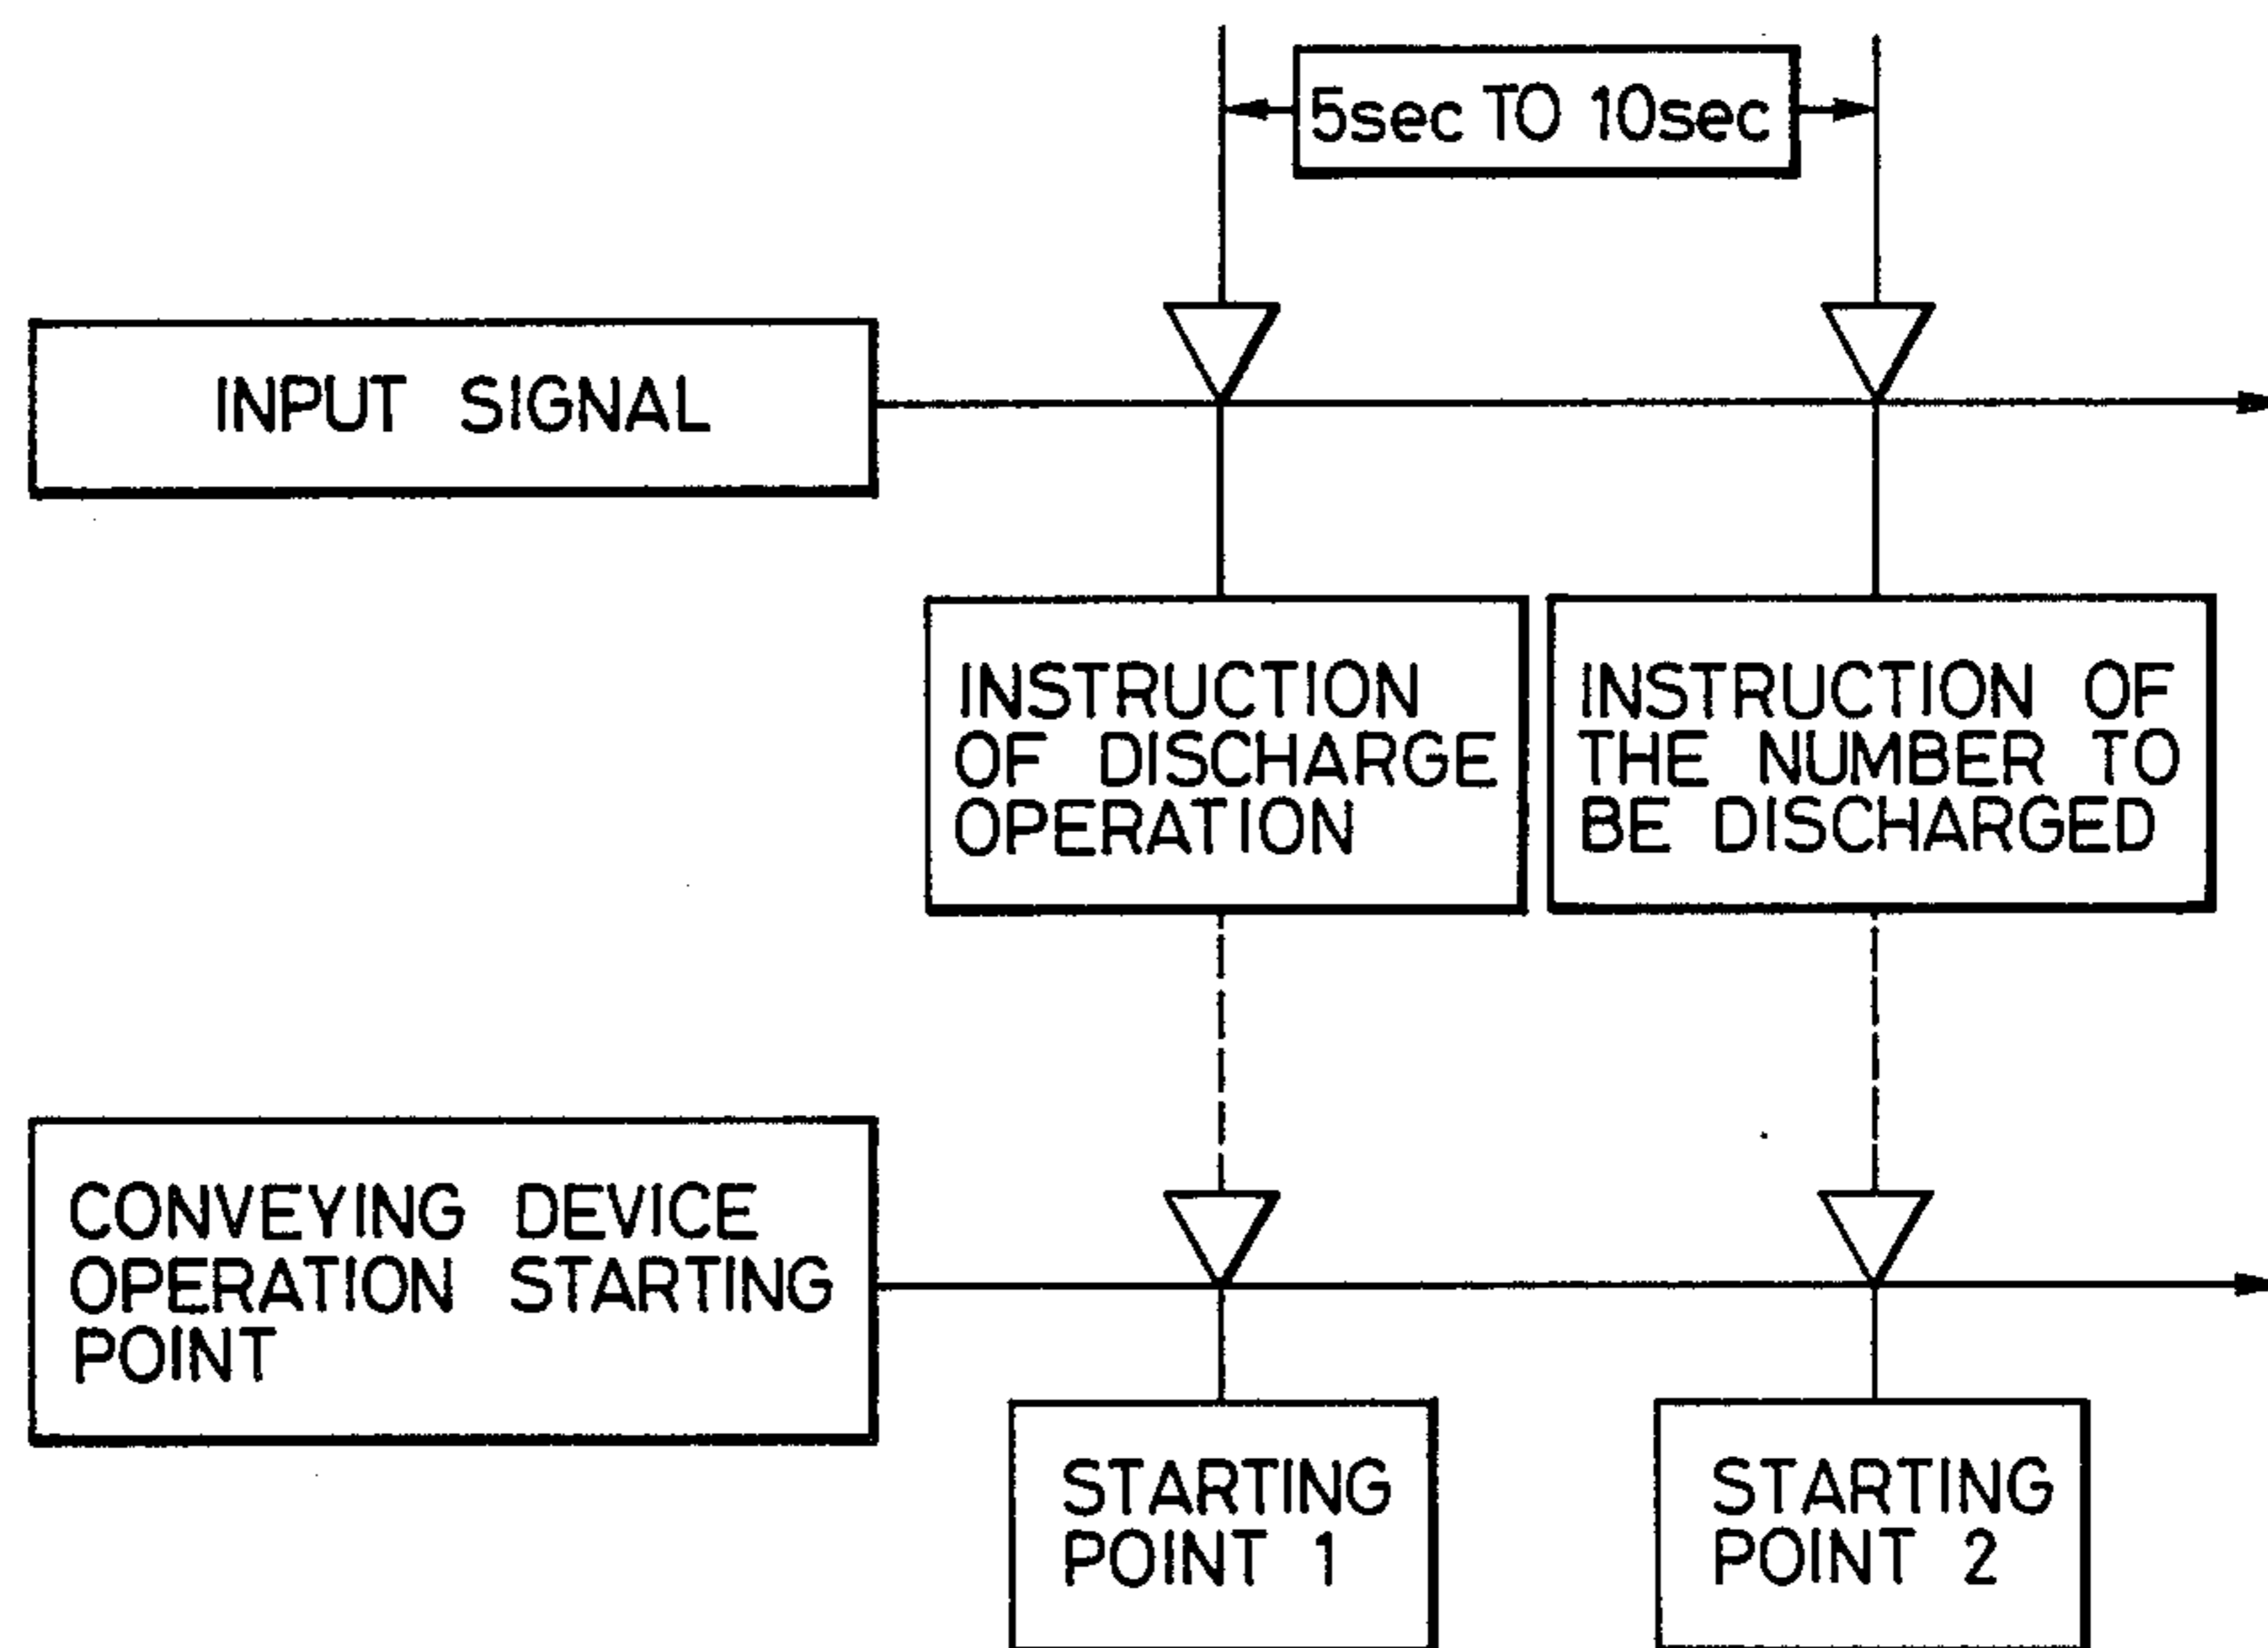 5sec TO 10sec
INPUT SIGNAL
INSTRUCTION
OF DISCHARGE
OPERATION
INSTRUCTION OF
THE NUMBER TO
BE DISCHARGED
CONVEYING DEVICE
OPERATION STARTING
POINT
STARTING
POINT 1
STARTING
POINT 2